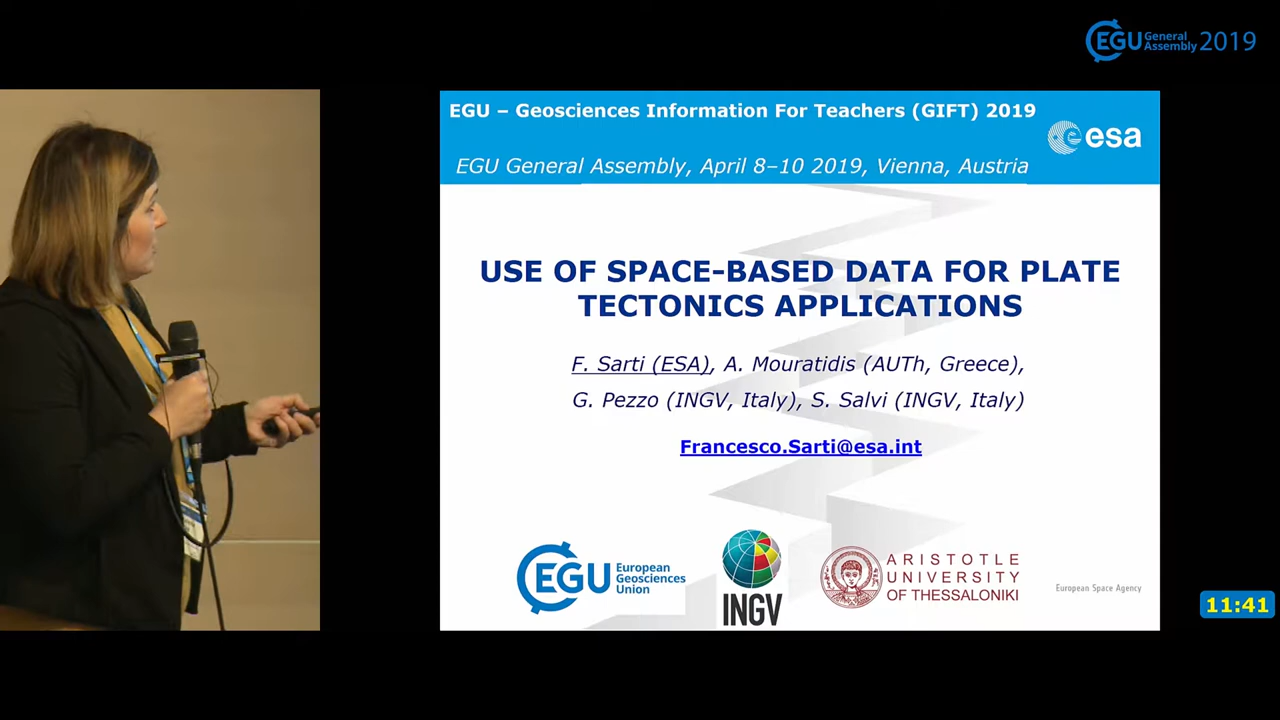 EGU General Assembly 2019
EGU – Geosciences Information For Teachers (GIFT) 2019
esa
EGU General Assembly, April 8–10 2019, Vienna, Austria
USE OF SPACE-BASED DATA FOR PLATE
TECTONICS APPLICATIONS
F. Sarti (ESA), A. Mouratidis (AUTh, Greece),
G. Pezzo (INGV, Italy), S. Salvi (INGV, Italy)
Francesco.Sarti@esa.int
EGU European
Geosciences
Union
INGV
ARISTOTLE
UNIVERSITY
OF THESSALONIKI
European Space Agency
11:41